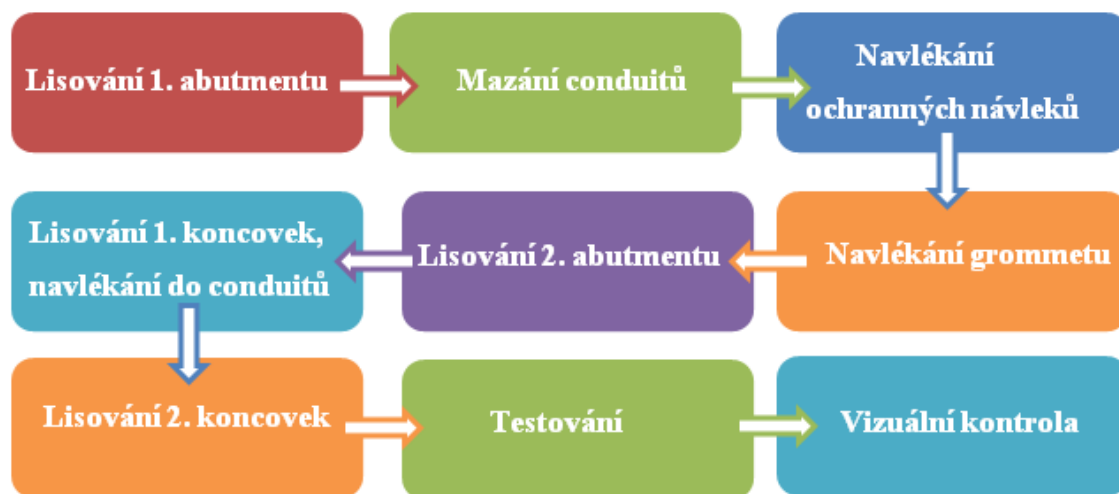 Lisování 1. abutmentu
Mazání conduitů
Navlékání
ochranných návleků
Navlékání grommetu
Lisování 2. abutmentu
Lisování 1. koncovek,
navlékání do conduitů
Lisování 2. koncovek
Testování
Vizuální kontrola